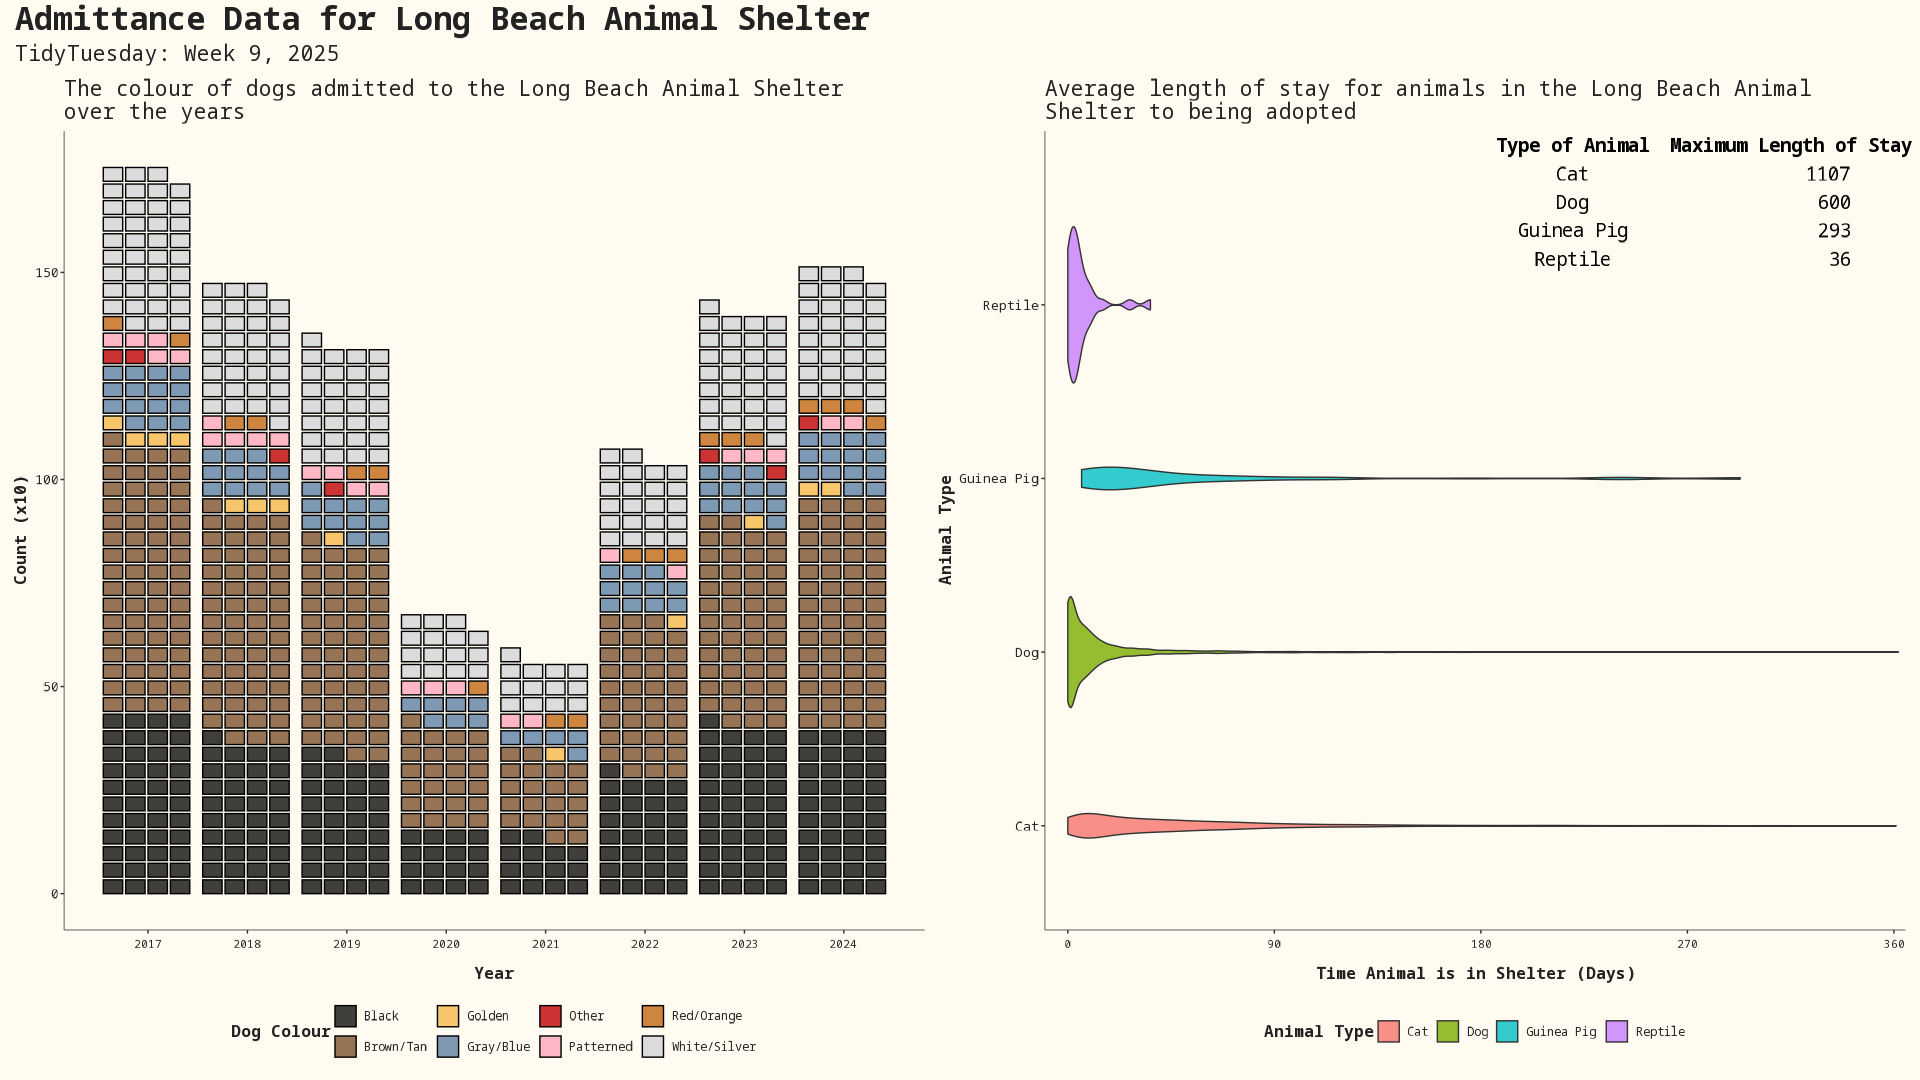 Admittance Data for Long Beach Animal Shelter
TidyTuesday: Week 9, 2025
The colour of dogs admitted to the Long Beach Animal Shelter
over the years
150
100
50
0
Count (x10)
2017 2018 2019 2020 2021 2022 2023 2024
Year
Dog Colour
Black Golden Other Red/Orange
Brown/Tan Gray/Blue Patterned White/Silver
Average length of stay for animals in the Long Beach Animal
Shelter to being adopted
Type of Animal Maximum Length of Stay
Cat 1107
Dog 600
Guinea Pig 293
Reptile 36
Reptile
Guinea Pig
Dog
Cat
Animal Type
0 90 180 270 360
Time Animal is in Shelter (Days)
Animal Type Cat Dog Guinea Pig Reptile